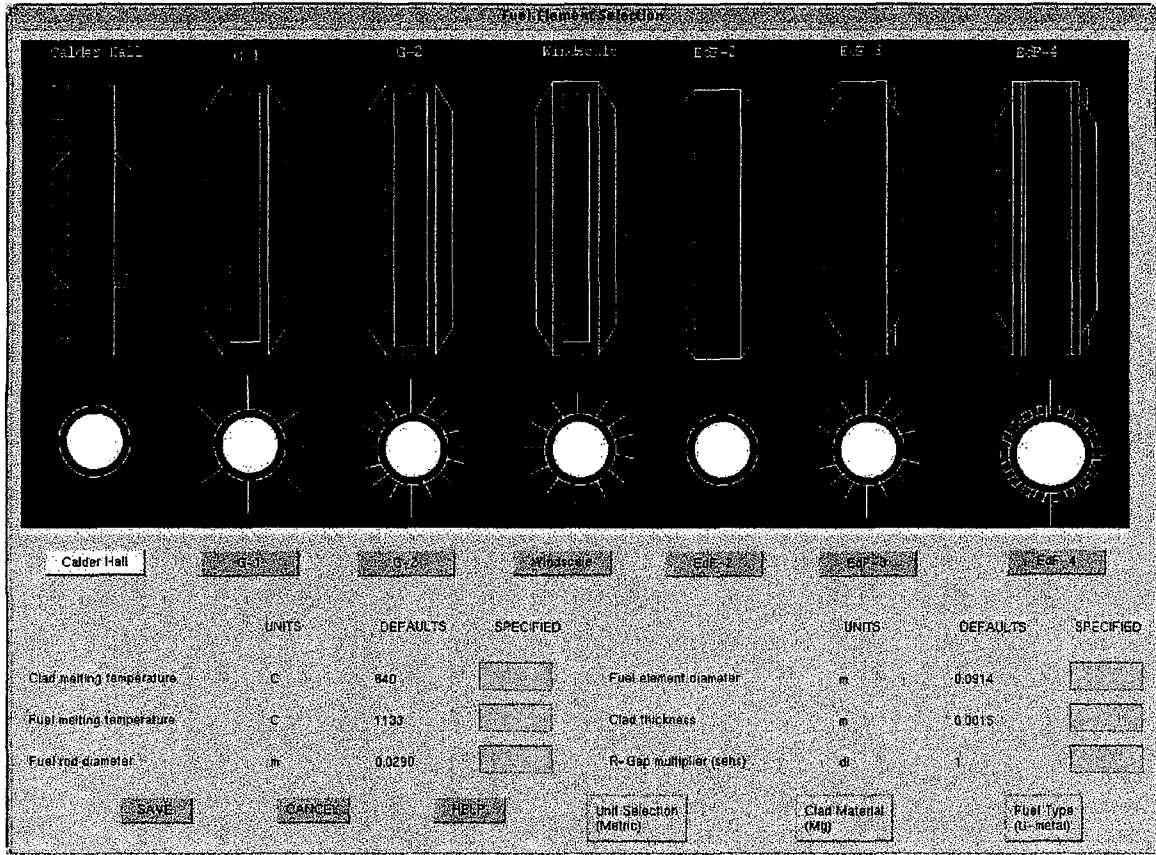 Fuel Element Selection
Calder Hall G-1 G-2 Windscale EdF-2 EdF-3 EdF-4
Calder Hall G-1 G-2 Windscale EdF-2 EdF-3 EdF-4
UNITS DEFAULTS SPECIFIED UNITS DEFAULTS SPECIFIED
Clad melting temperature C 640 Fuel element diameter m 0.0914
Fuel melting temperature C 1133 Clad thickness m 0.0015
Fuel rod diameter m 0.0290 R-Gap multiplier (sens) dl 1
SAVE CANCEL HELP Unit Selection Clad Material Fuel Type
(Metric) (Mg) (U-metal)